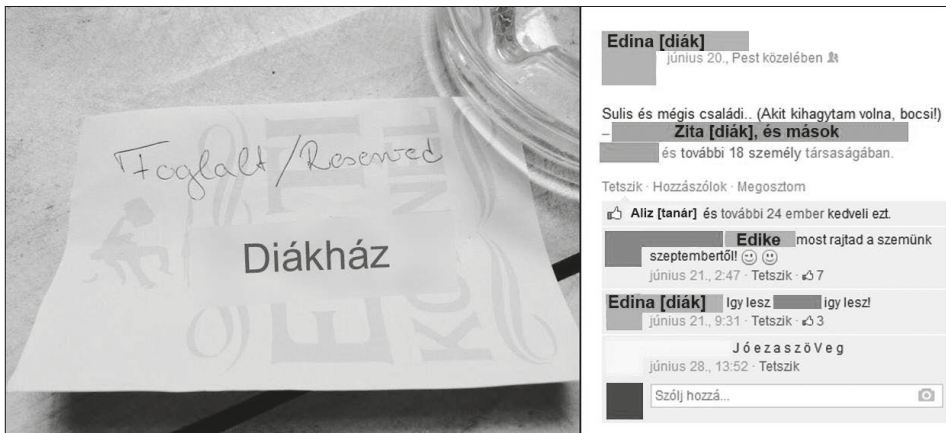 Foglalt/Reserved
Diákház
Edina [diák]
június 20., Pest közelében
Sulis és mégis családi.. (Akit kihagytam volna, bocsi!)
– Zita [diák], és mások
és további 18 személy társaságában.
Tetszik · Hozzászólok · Megosztom
Aliz [tanár] és további 24 ember kedveli ezt.
Edike most rajtad a szemünk
szeptembertől!
június 21., 2:47 · Tetszik · 7
Edina [diák] Igy lesz igy lesz!
június 21., 9:31 · Tetszik · 3
J ó e z a s z ö V e g
június 28., 13:52 · Tetszik
Szólj hozzá...